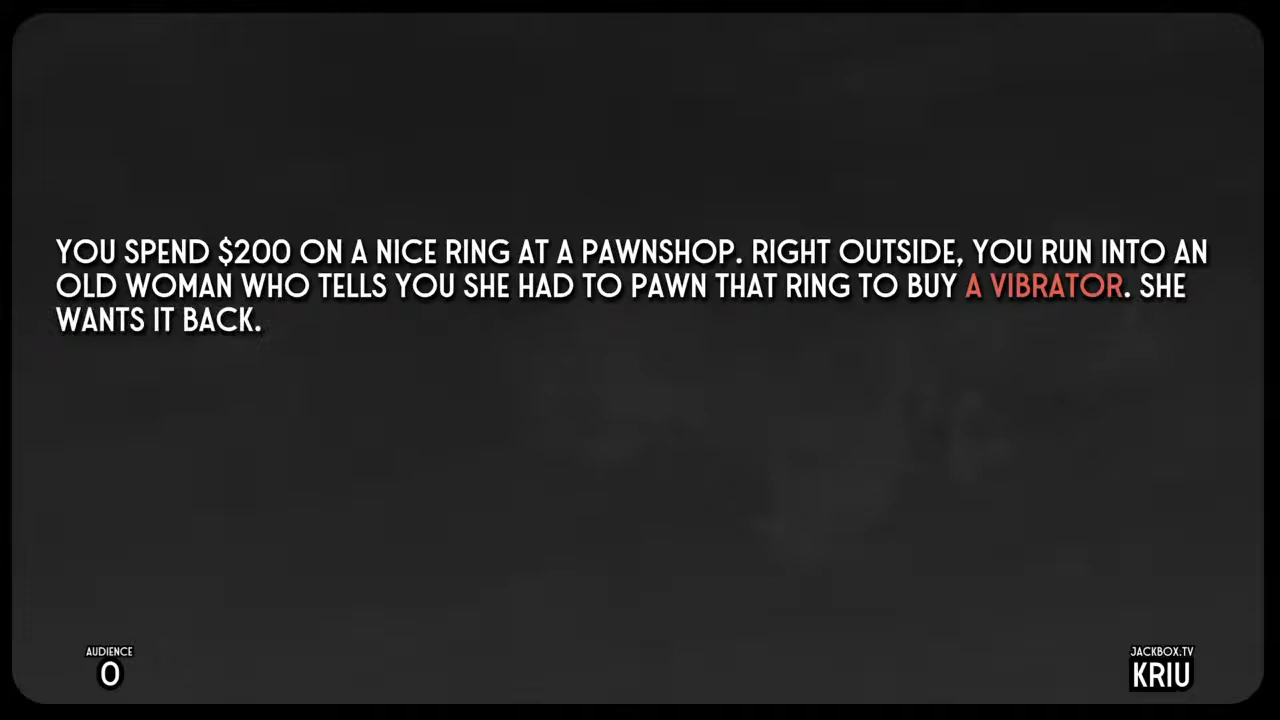 YOU SPEND $200 ON A NICE RING AT A PAWNSHOP. RIGHT OUTSIDE, YOU RUN INTO AN
OLD WOMAN WHO TELLS YOU SHE HAD TO PAWN THAT RING TO BUY A VIBRATOR. SHE
WANTS IT BACK.
AUDIENCE
0
JACKBOX.TV
KRIU